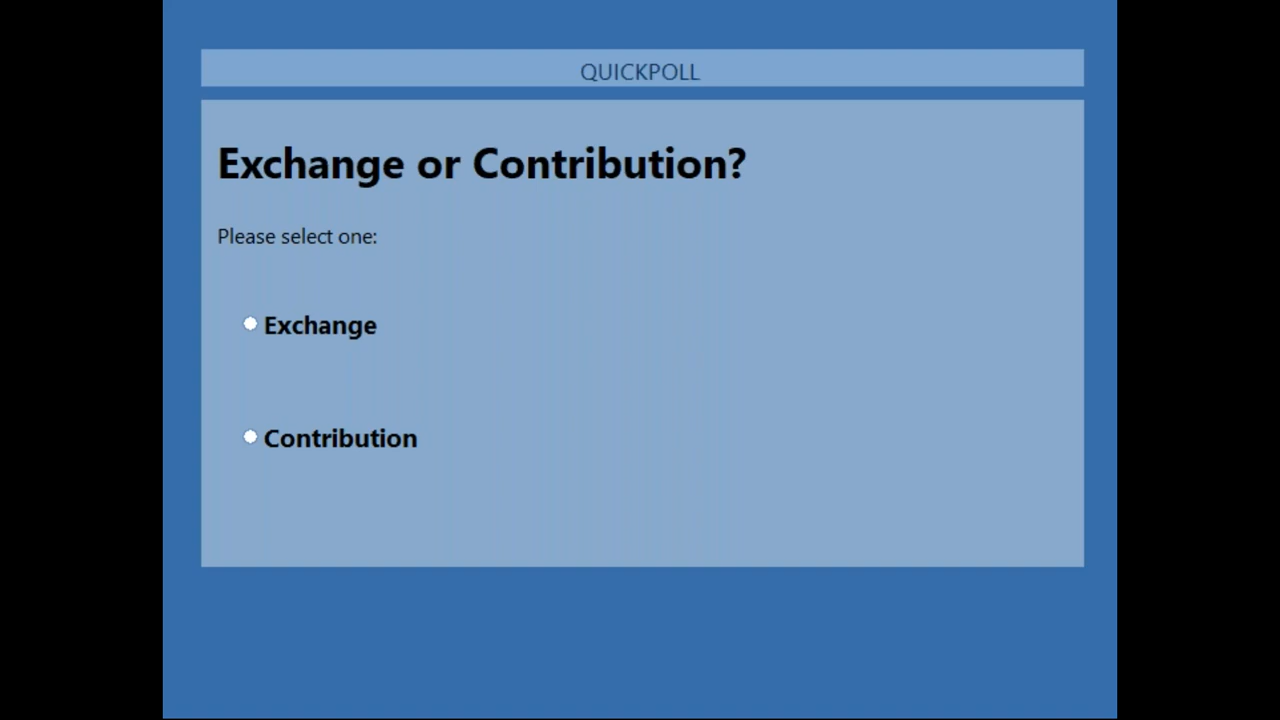 QUICKPOLL
Exchange or Contribution?
Please select one:
Exchange
Contribution